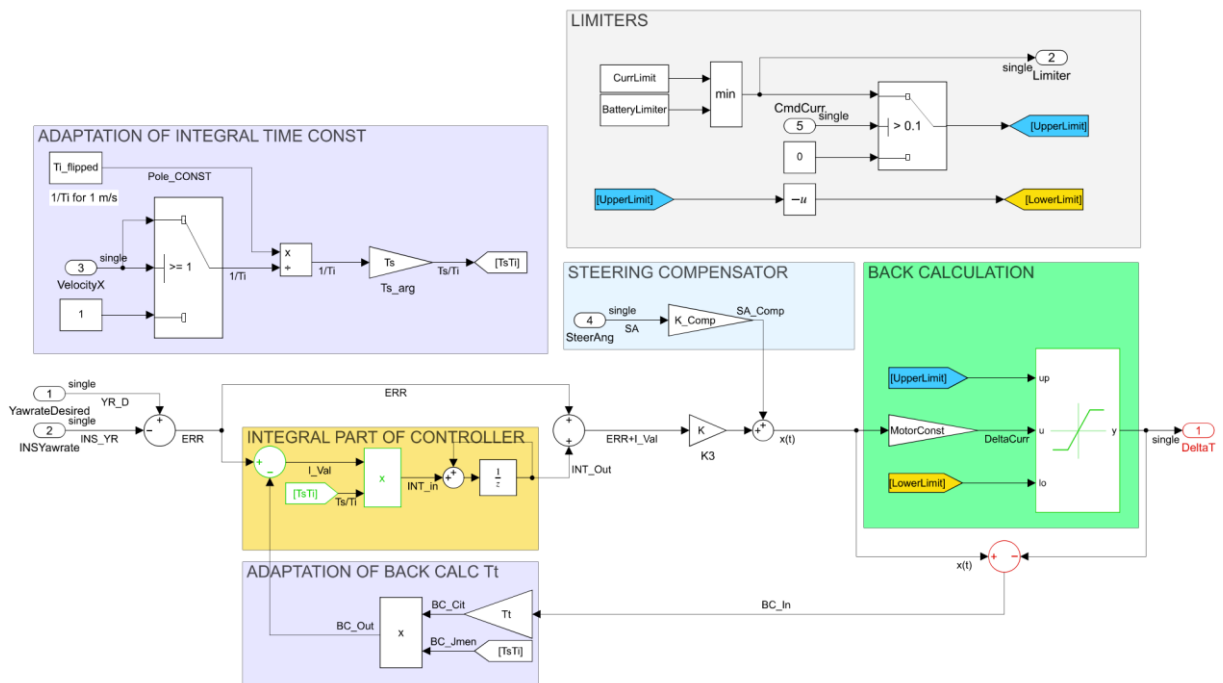 LIMITERS
CurrLimit
BatteryLimiter
min
2
single
Limiter
CmdCurr
single
5
> 0.1
0
[UpperLimit]
[UpperLimit]
-u
[LowerLimit]
ADAPTATION OF INTEGRAL TIME CONST
Ti_flipped
Pole_CONST
1/Ti for 1 m/s
single
3
VelocityX
>= 1
1/Ti
1
x
÷
1/Ti
Ts
Ts_arg
Ts/Ti
[TsTi]
STEERING COMPENSATOR
single
4
SA
SteerAng
K_Comp
SA_Comp
BACK CALCULATION
[UpperLimit]
up
MotorConst
DeltaCurr
u
y
[LowerLimit]
lo
single
1
DeltaT
single
1
YR_D
YawrateDesired
single
2
INS_YR
INSYawrate
+
−
ERR
ERR
INTEGRAL PART OF CONTROLLER
+
−
I_Val
[TsTi]
Ts/Ti
x
INT_in
+
+
1
z
INT_Out
+
+
ERR+I_Val
K
K3
+
+
x(t)
x(t)
+
−
BC_In
ADAPTATION OF BACK CALC Tt
BC_Out
x
BC_Cit
Tt
BC_Jmen
[TsTi]